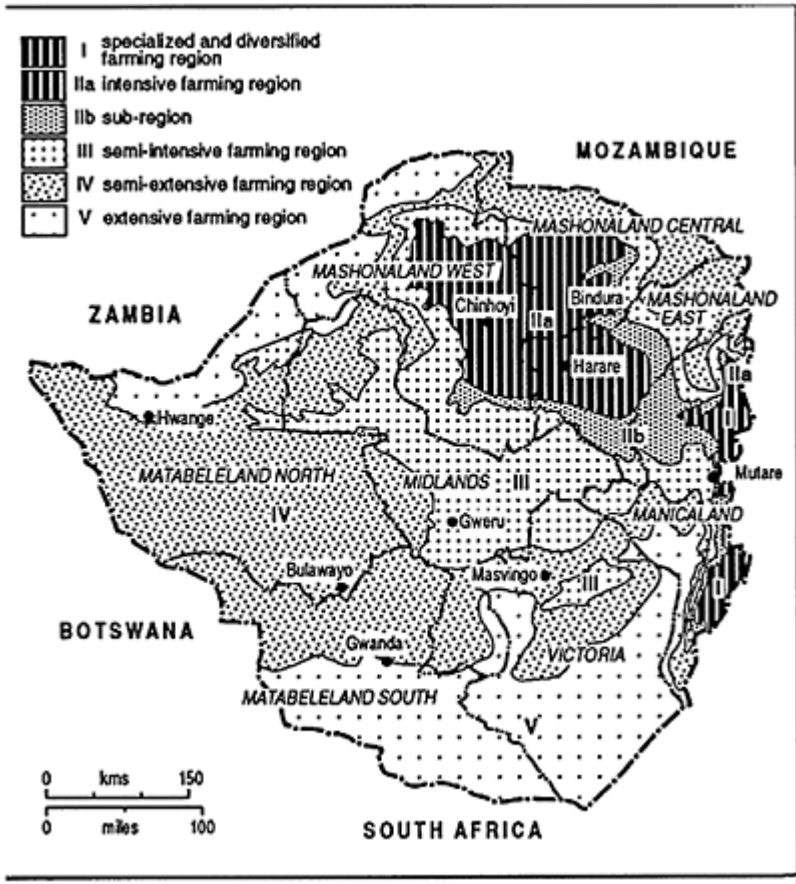 I specialized and diversified
farming region
IIa intensive farming region
IIb sub-region
III semi-intensive farming region
IV semi-extensive farming region
V extensive farming region
MOZAMBIQUE
MASHONALAND CENTRAL
MASHONALAND WEST
Chinhoyi
Bindura
MASHONALAND
EAST
ZAMBIA
IIa
Harare
IIa
I
Hwange
IIb
MATABELELAND NORTH
MIDLANDS
III
Mutare
IV
Gweru
MANICALAND
Bulawayo
Masvingo
III
I
BOTSWANA
Gwanda
VICTORIA
MATABELELAND SOUTH
V
0 kms 150
0 miles 100
SOUTH AFRICA